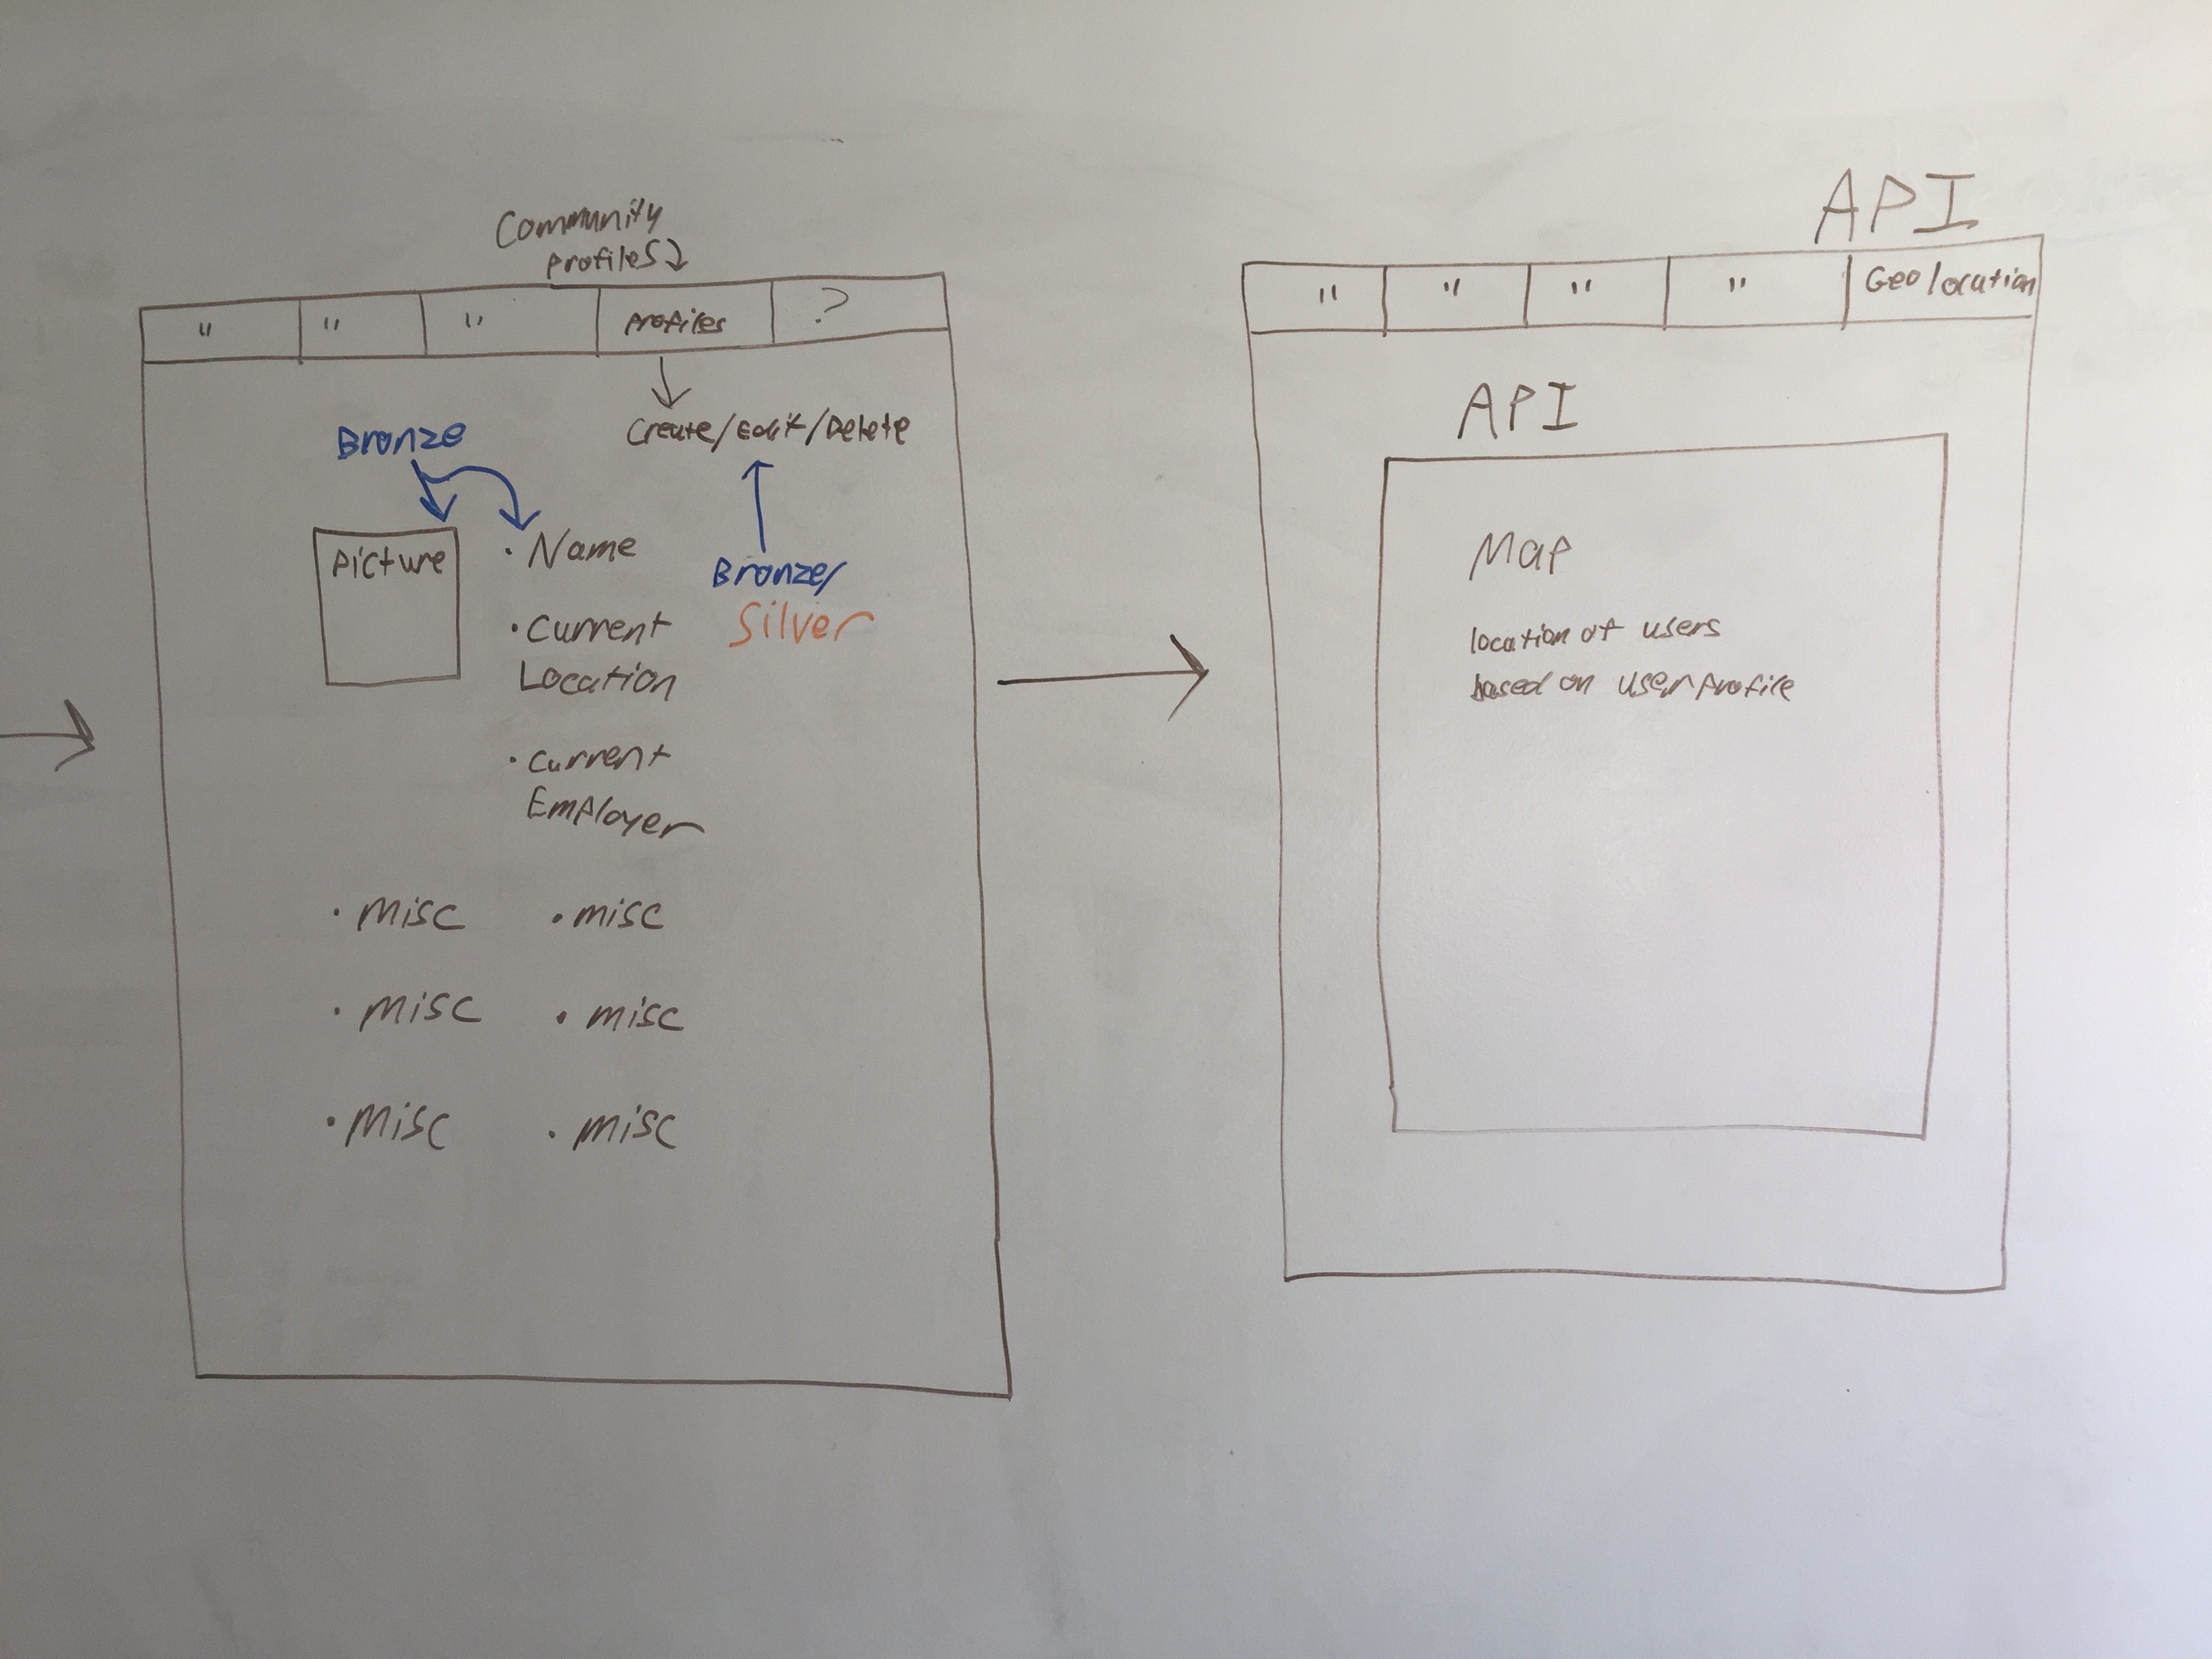 Community
Profiles
" " " Profiles ?
Create/Edit/Delete
Bronze
Picture
• Name
Bronze/
Silver
• Current
Location
• Current
Employer
• misc • misc
• misc • misc
• misc • misc
API
" " " " Geolocation
API
Map
location of users
based on user profile